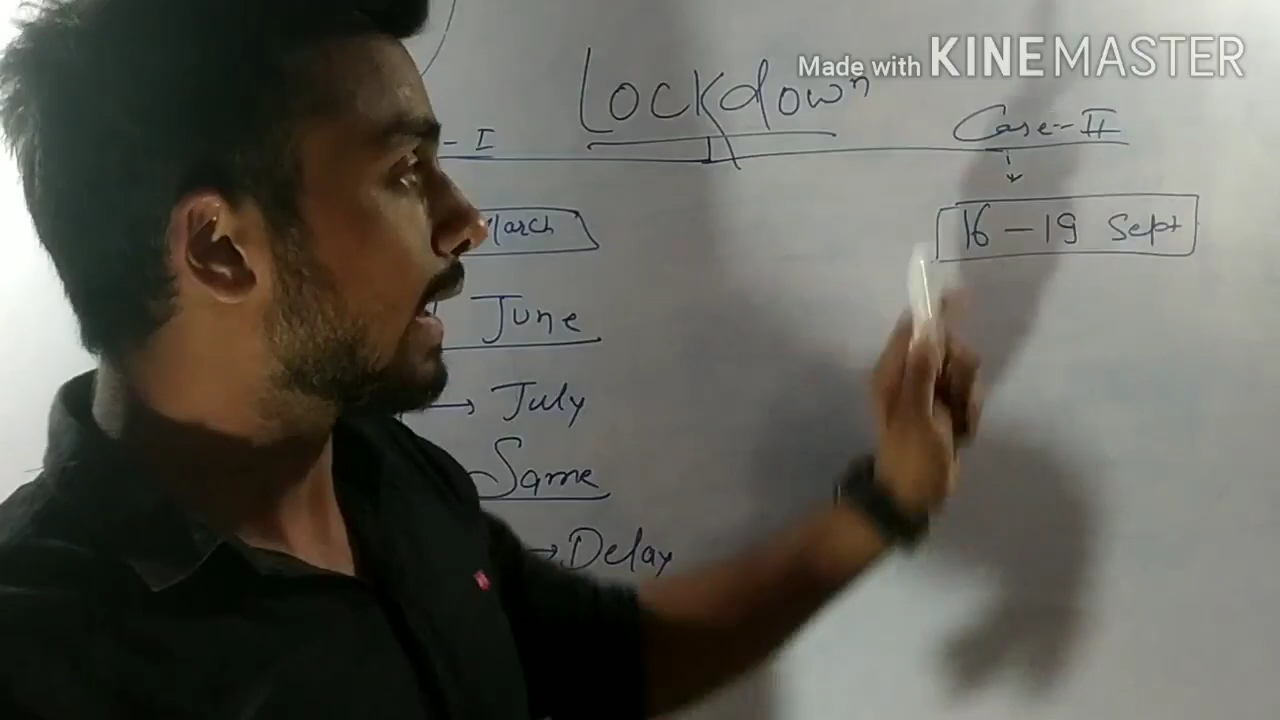 Made with KINEMASTER
Lockdown
- I
Case-II
March
16-19 Sept
June
→ July
Same
→ Delay